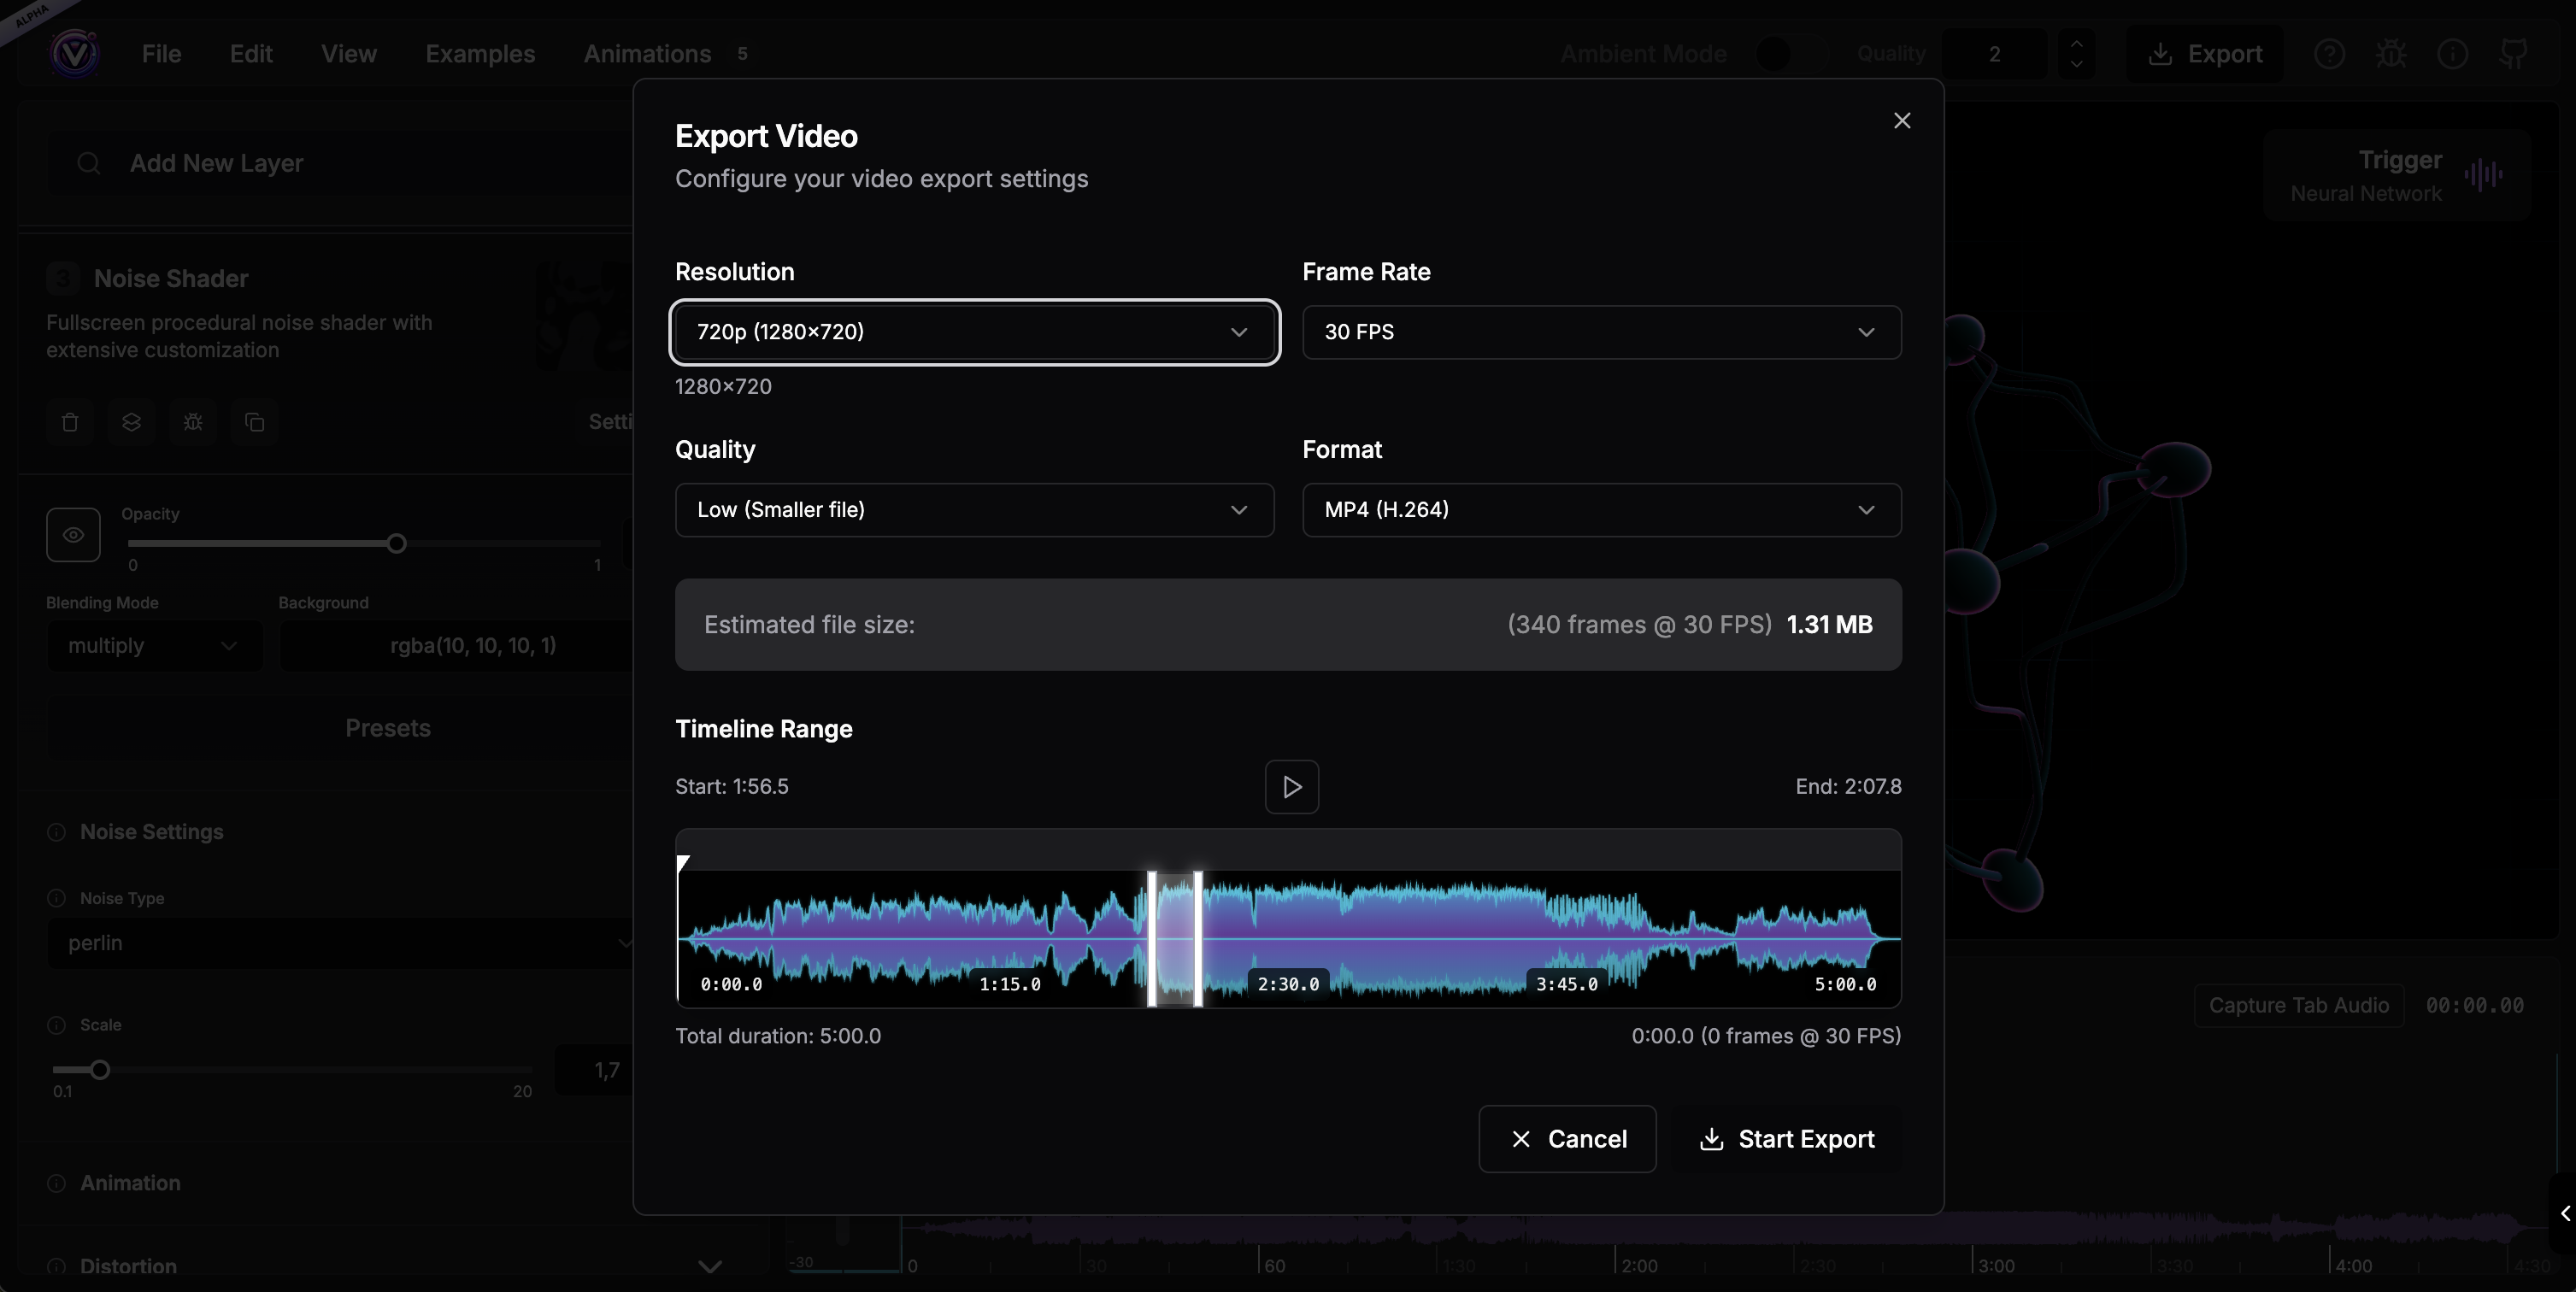 ALPHA
File Edit View Examples Animations 5
Ambient Mode Quality 2 Export
Add New Layer
3 Noise Shader
Fullscreen procedural noise shader with
extensive customization
Setti
Opacity
0 1
Blending Mode Background
multiply rgba(10, 10, 10, 1)
Presets
Noise Settings
Noise Type
perlin
Scale
1,7
0.1 20
Animation
Distortion
Export Video
Configure your video export settings
Resolution Frame Rate
720p (1280×720) 30 FPS
1280×720
Quality Format
Low (Smaller file) MP4 (H.264)
Estimated file size: (340 frames @ 30 FPS) 1.31 MB
Timeline Range
Start: 1:56.5 End: 2:07.8
0:00.0 1:15.0 2:30.0 3:45.0 5:00.0
Total duration: 5:00.0 0:00.0 (0 frames @ 30 FPS)
Cancel Start Export
Trigger
Neural Network
Capture Tab Audio 00:00.00
-30 0 30 60 1:30 2:00 2:30 3:00 3:30 4:00 4:30